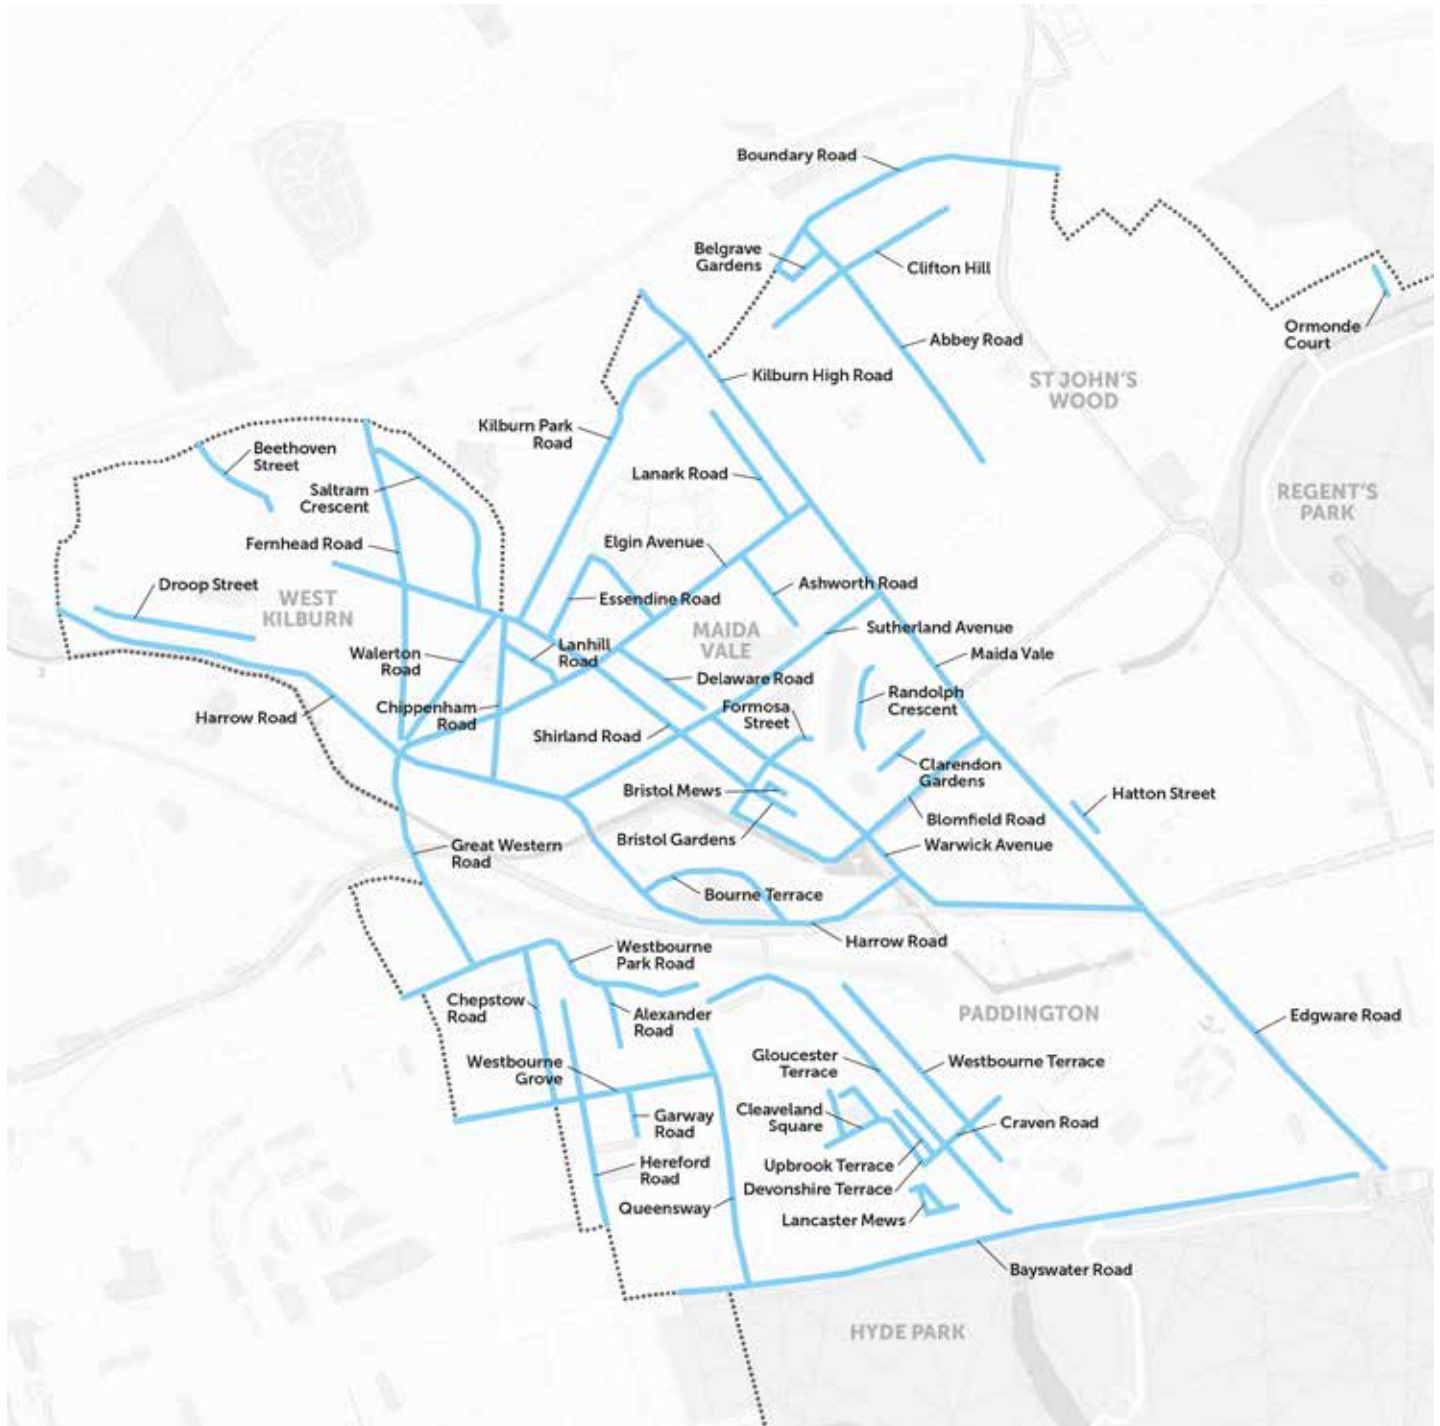 Boundary Road
Belgrave
Gardens
Clifton Hill
Ormonde
Court
Abbey Road
ST JOHN'S
WOOD
Kilburn High Road
Kilburn Park
Road
Beethoven
Street
Saltram
Crescent
Lanark Road
REGENT'S
PARK
Fernhead Road
Elgin Avenue
Droop Street
WEST
KILBURN
Essendine Road
Ashworth Road
MAIDA
VALE
Sutherland Avenue
Walerton
Road
Lanhill
Road
Maida Vale
Delaware Road
Randolph
Crescent
Harrow Road
Chippenham
Road
Formosa
Street
Shirland Road
Clarendon
Gardens
Bristol Mews
Hatton Street
Blomfield Road
Bristol Gardens
Great Western
Road
Warwick Avenue
Bourne Terrace
Harrow Road
Westbourne
Park Road
Chepstow
Road
Alexander
Road
PADDINGTON
Edgware Road
Westbourne
Grove
Gloucester
Terrace
Westbourne Terrace
Garway
Road
Cleaveland
Square
Craven Road
Hereford
Road
Upbrook Terrace
Devonshire Terrace
Queensway
Lancaster Mews
Bayswater Road
HYDE PARK